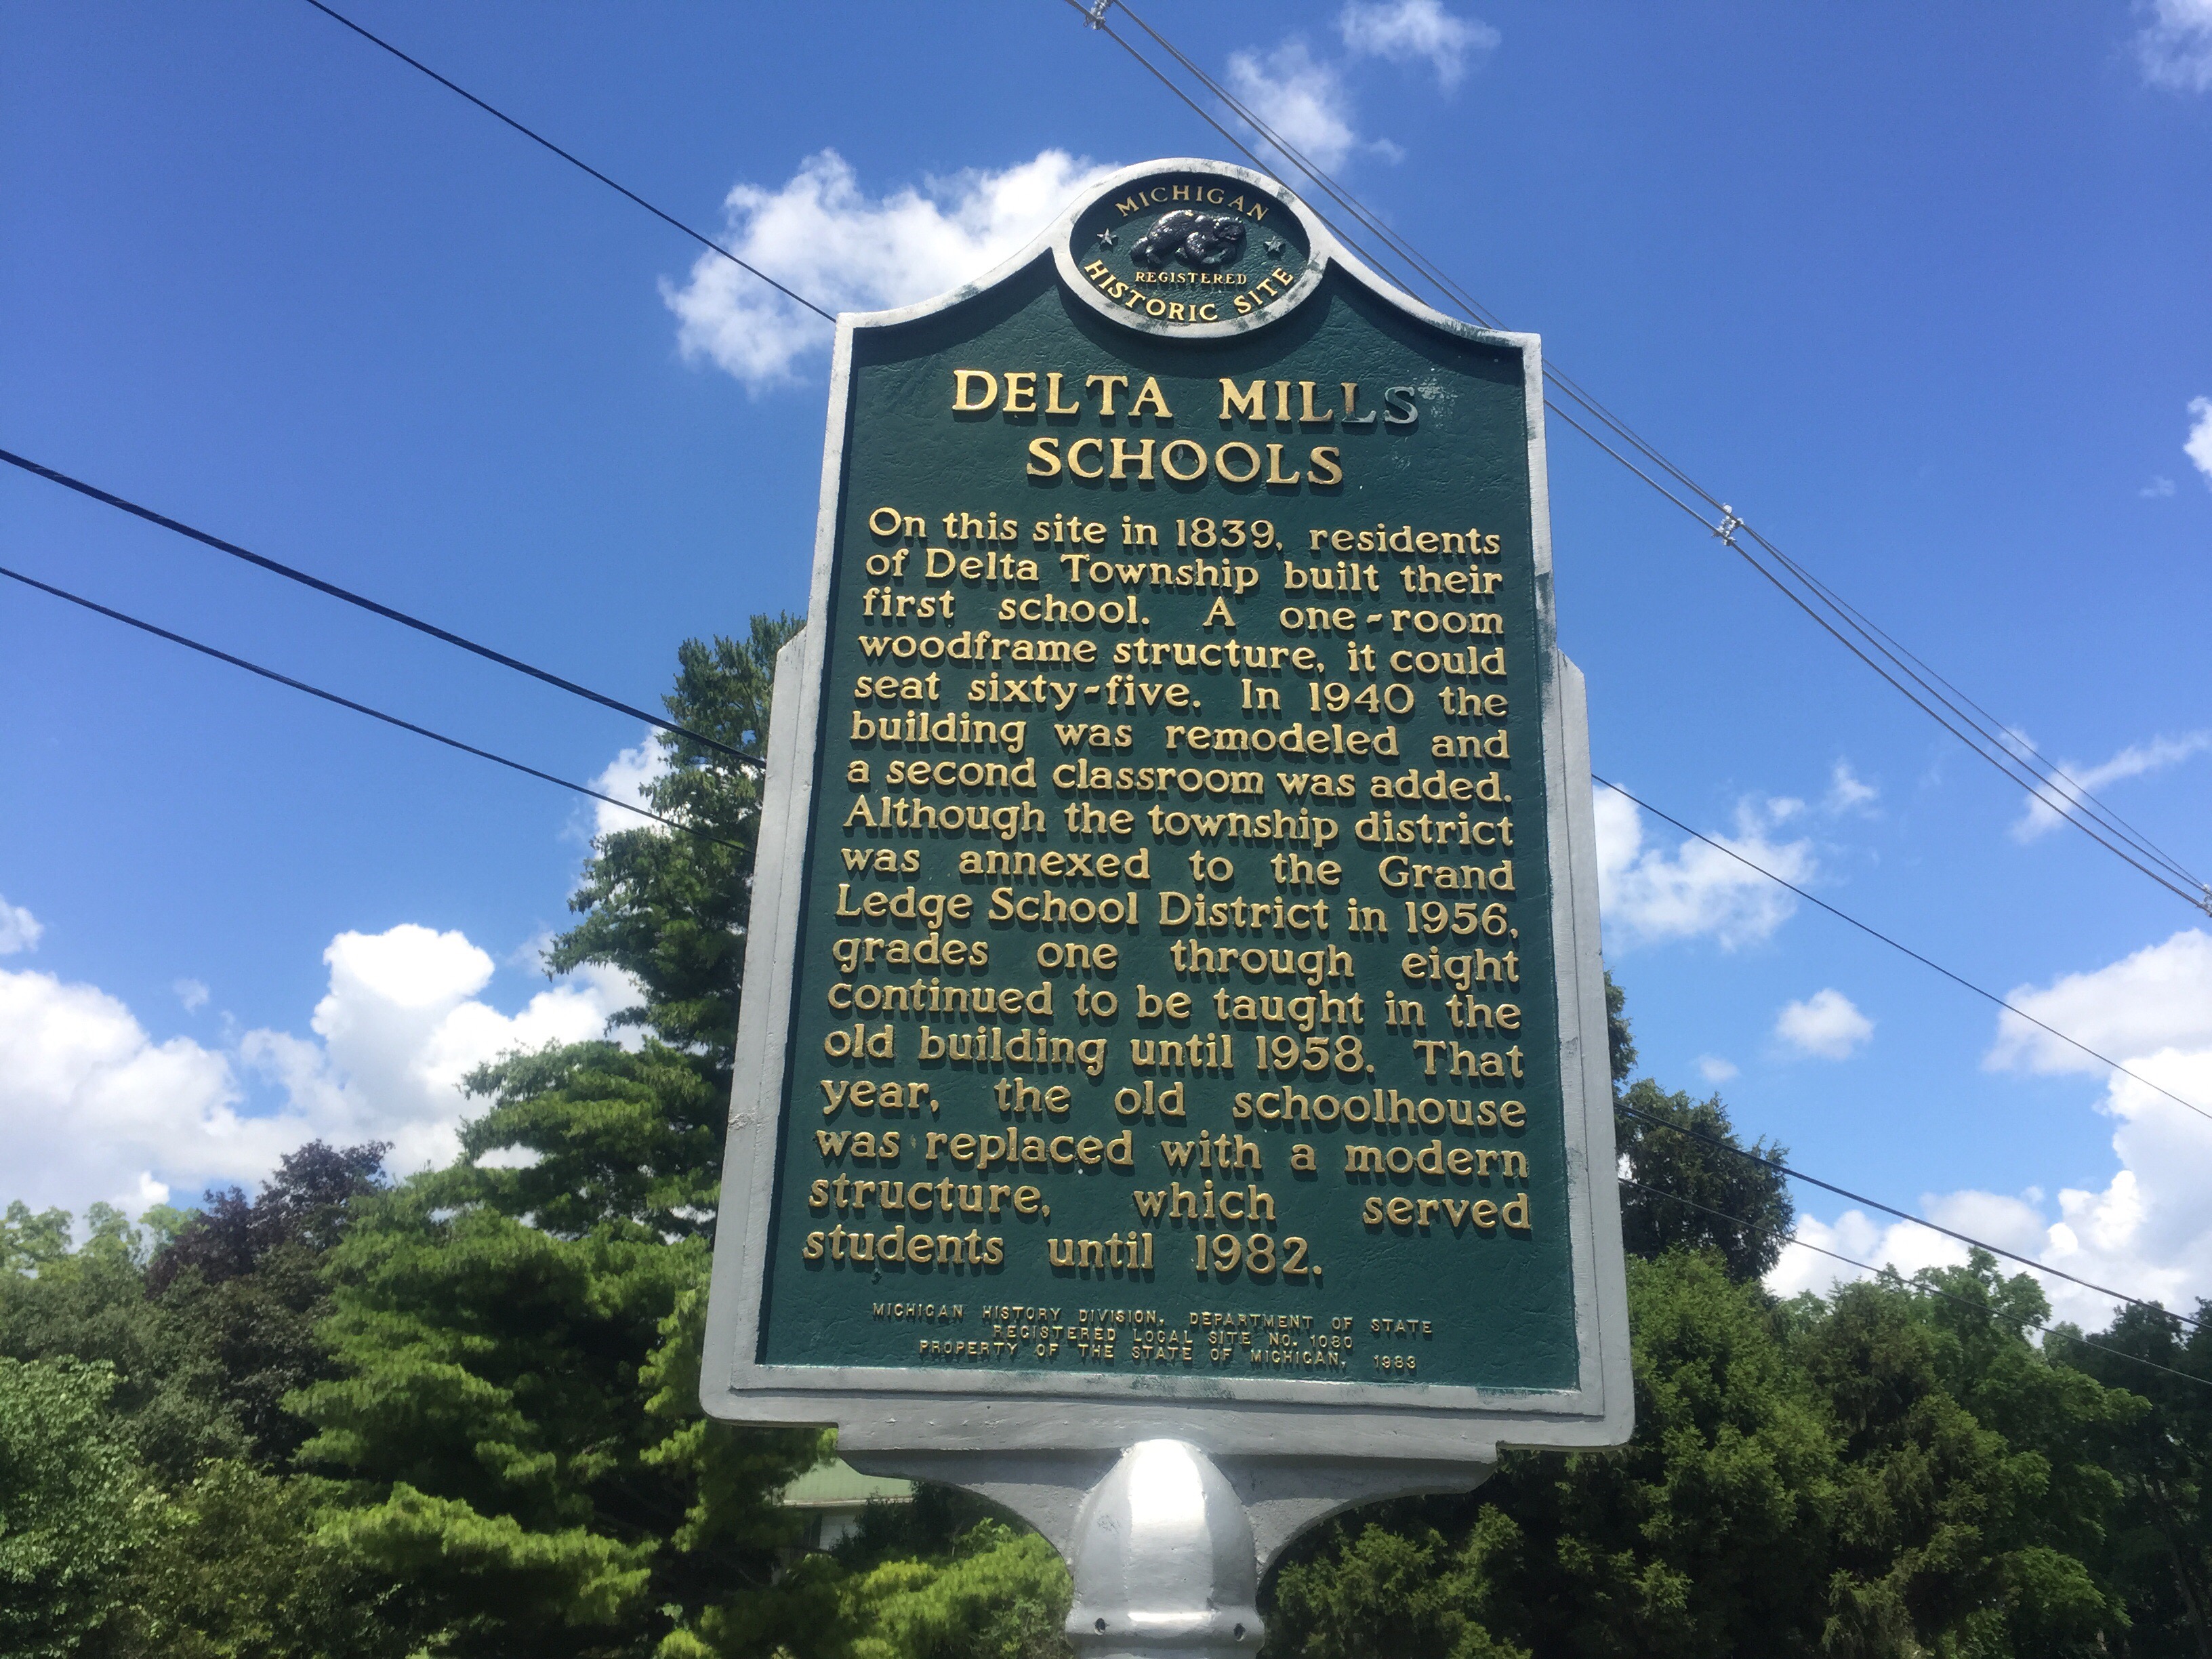 MICHIGAN
REGISTERED
HISTORIC SITE
DELTA MILLS
SCHOOLS
On this site in 1839, residents
of Delta Township built their
first school. A one-room
woodframe structure, it could
seat sixty-five. In 1940 the
building was remodeled and
a second classroom was added.
Although the township district
was annexed to the Grand
Ledge School District in 1956,
grades one through eight
continued to be taught in the
old building until 1958. That
year, the old schoolhouse
was replaced with a modern
structure, which served
students until 1982.
MICHIGAN HISTORY DIVISION, DEPARTMENT OF STATE
REGISTERED LOCAL SITE NO. 1080
PROPERTY OF THE STATE OF MICHIGAN, 1983